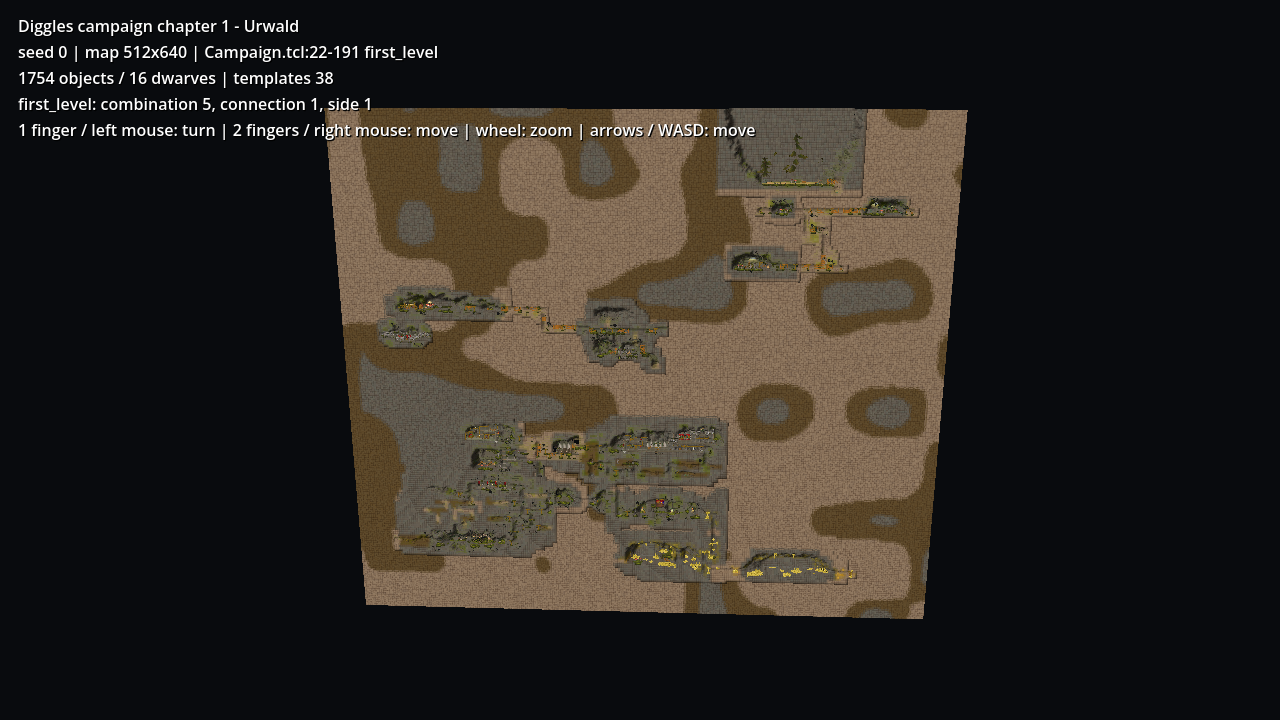 Diggles campaign chapter 1 - Urwald
seed 0 | map 512x640 | Campaign.tcl:22-191 first_level
1754 objects / 16 dwarves | templates 38
first_level: combination 5, connection 1, side 1
1 finger / left mouse: turn | 2 fingers / right mouse: move | wheel: zoom | arrows / WASD: move